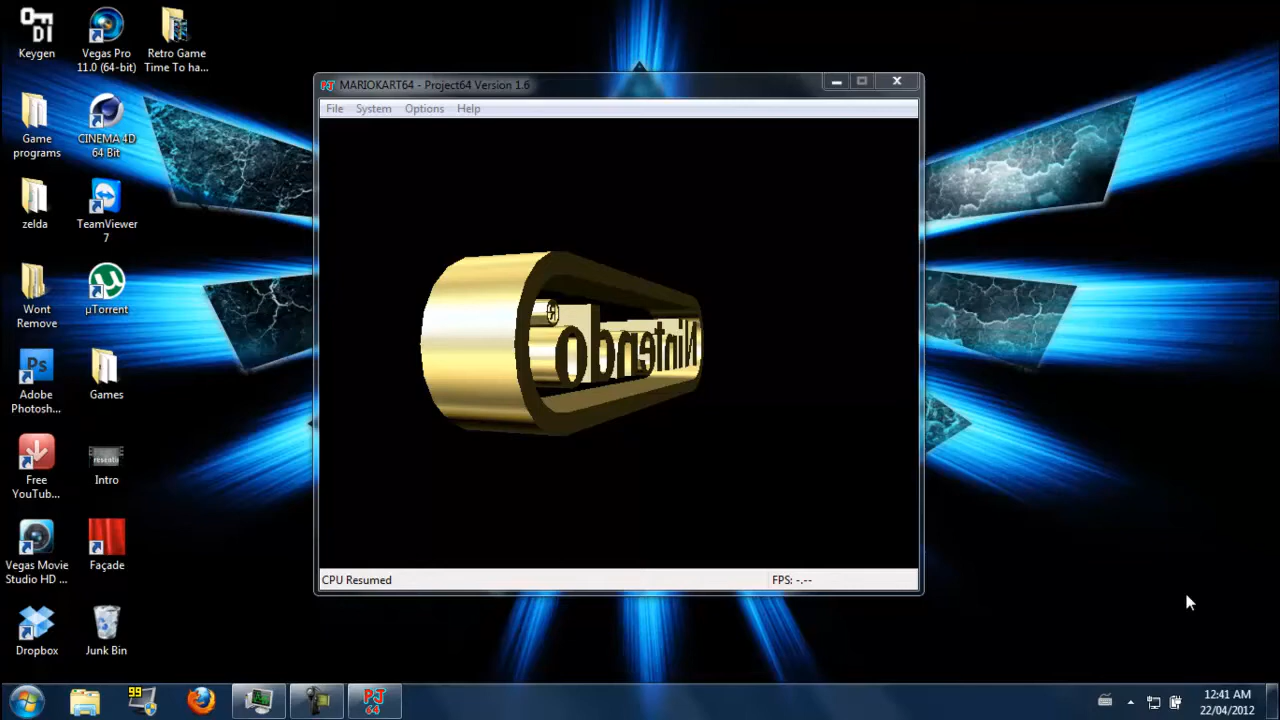 Keygen
Vegas Pro
11.0 (64-bit)
Retro Game
Time To ha...
Game
programs
CINEMA 4D
64 Bit
zelda
TeamViewer
7
Wont
Remove
µTorrent
Adobe
Photosh...
Games
Free
YouTub...
Intro
Vegas Movie
Studio HD ...
Façade
Dropbox
Junk Bin
MARIOKART64 - Project64 Version 1.6
File System Options Help
Nintendo
CPU Resumed
FPS: -.--
99
PJ
64
12:41 AM
22/04/2012